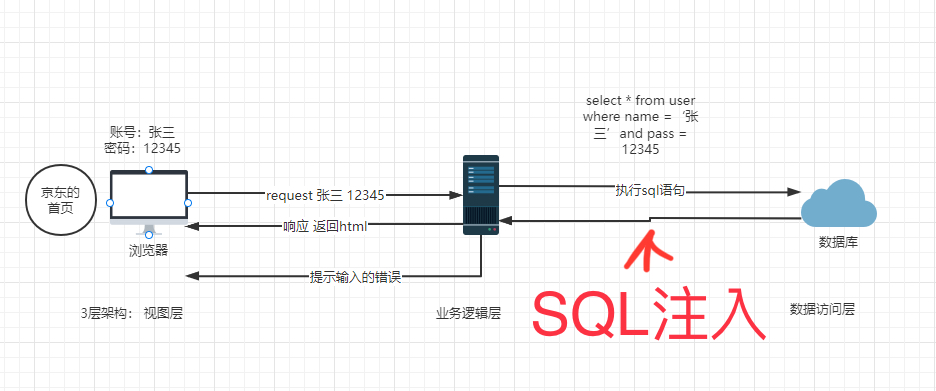 账号：张三
密码：12345
京东的
首页
浏览器
request 张三 12345
响应 返回html
提示输入的错误
select * from user
where name =‘张
三’and pass =
12345
执行sql语句
数据库
SQL注入
3层架构： 视图层
业务逻辑层
数据访问层